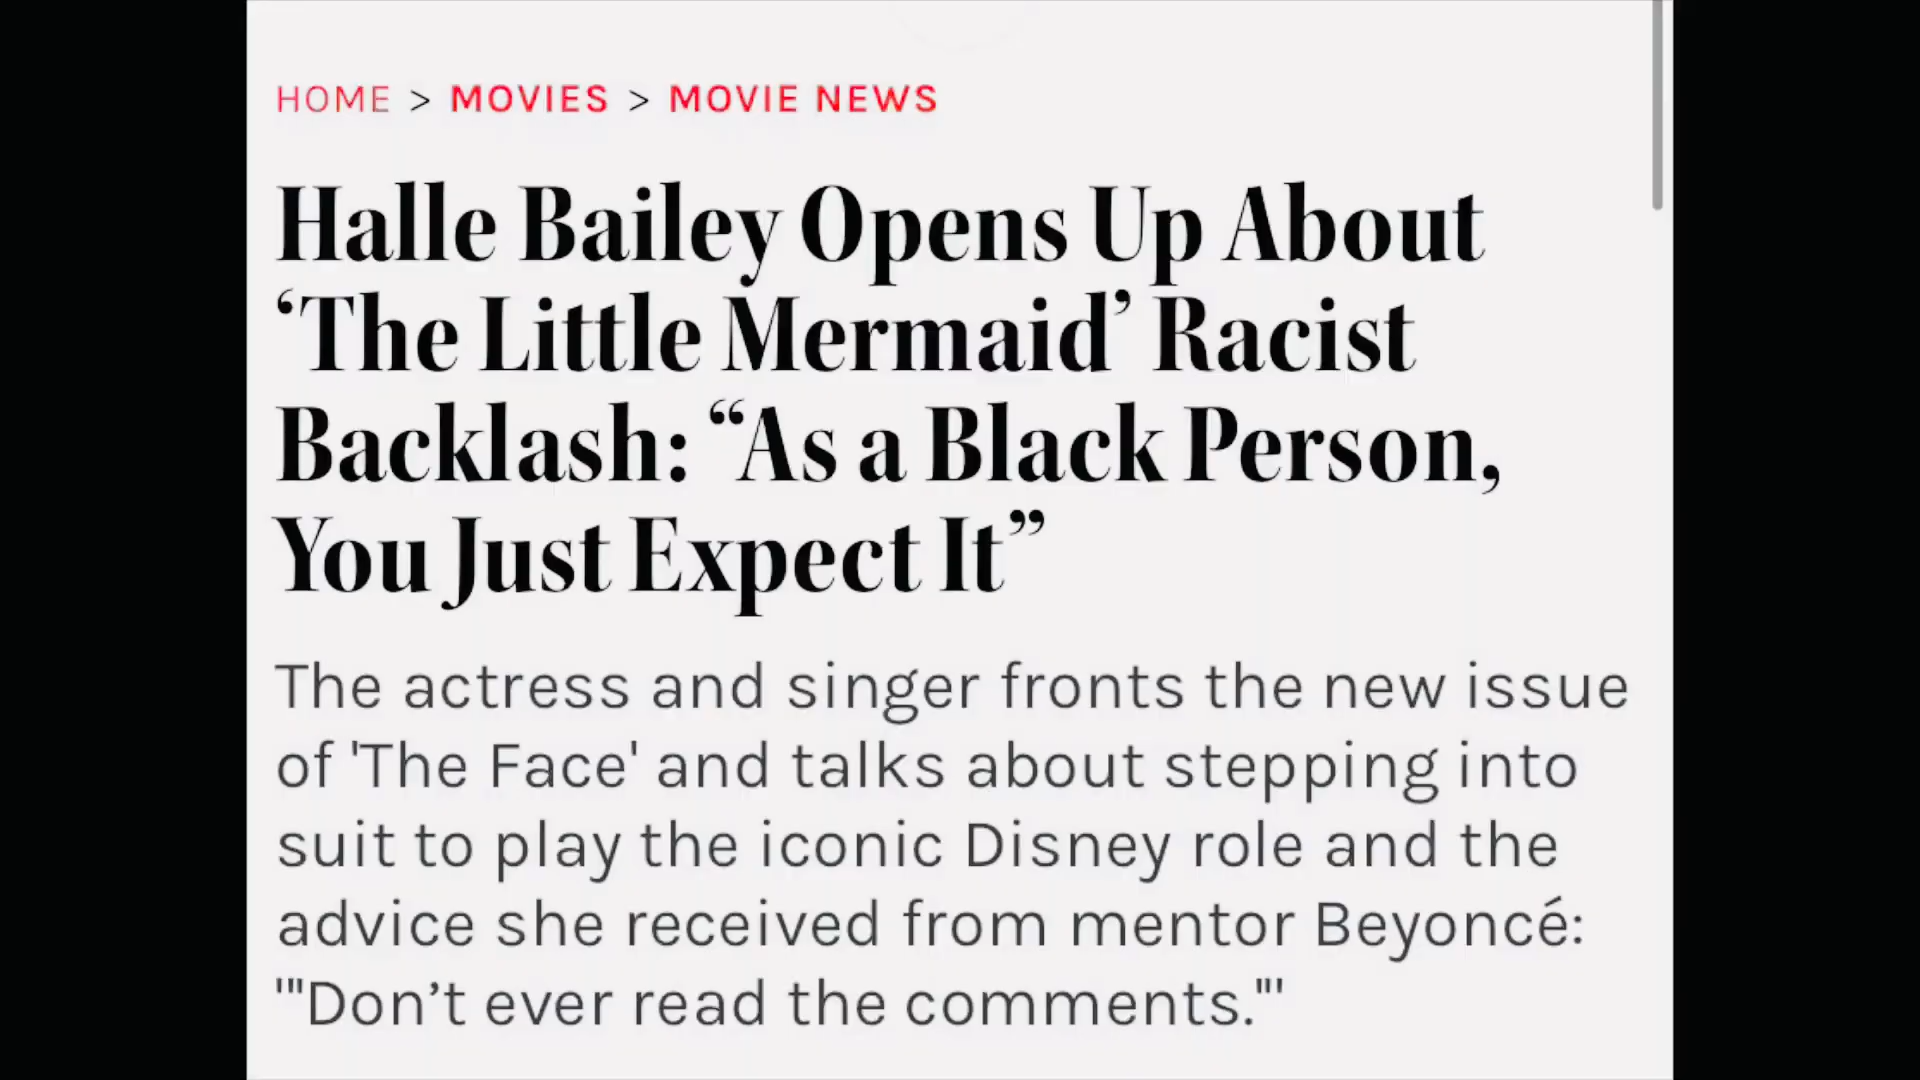 HOME > MOVIES > MOVIE NEWS
Halle Bailey Opens Up About
‘The Little Mermaid’ Racist
Backlash: “As a Black Person,
You Just Expect It”
The actress and singer fronts the new issue
of 'The Face' and talks about stepping into
suit to play the iconic Disney role and the
advice she received from mentor Beyoncé:
'"Don’t ever read the comments."'